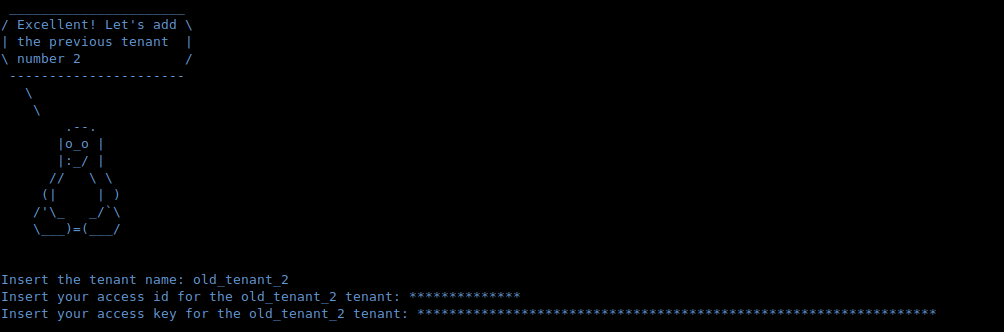 ______________________
/ Excellent! Let's add \
| the previous tenant  |
\ number 2             /
 ----------------------
   \
    \
        .--.
       |o_o |
       |:_/ |
      //   \ \
     (|     | )
    /'\_   _/`\
    \___)=(___/

Insert the tenant name: old_tenant_2
Insert your access id for the old_tenant_2 tenant: **************
Insert your access key for the old_tenant_2 tenant: *****************************************************************